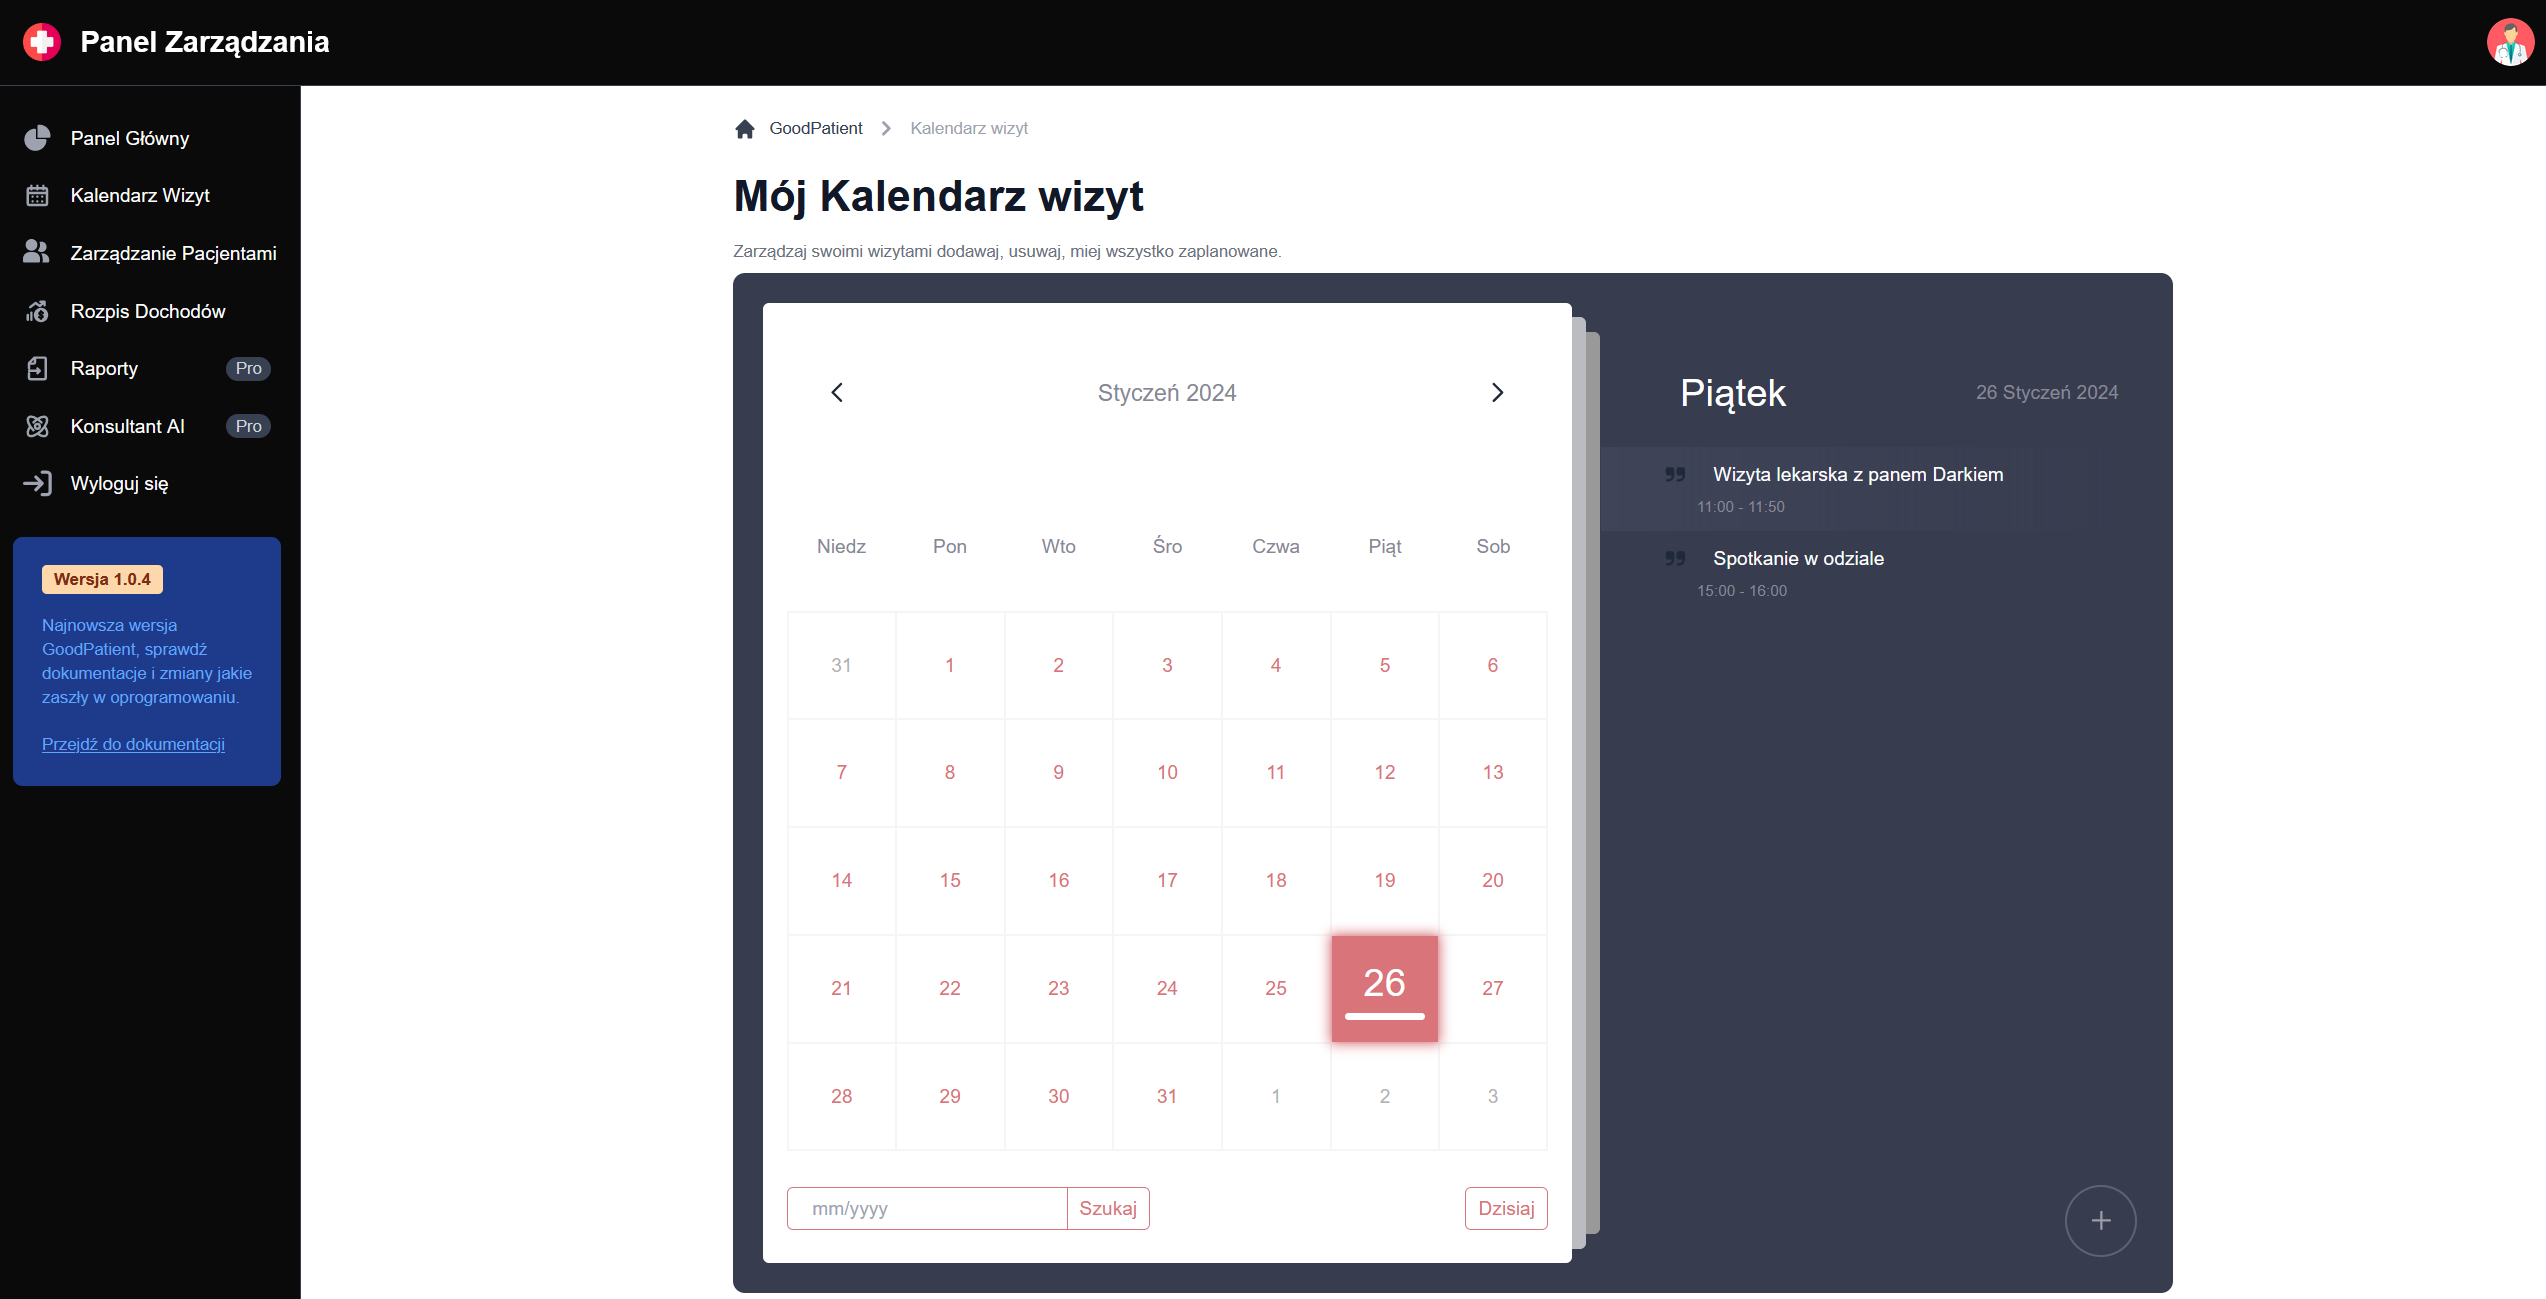 Panel Zarządzania
Panel Główny
Kalendarz Wizyt
Zarządzanie Pacjentami
Rozpis Dochodów
Raporty Pro
Konsultant AI Pro
Wyloguj się
Wersja 1.0.4
Najnowsza wersja
GoodPatient, sprawdź
dokumentacje i zmiany jakie
zaszły w oprogramowaniu.
Przejdź do dokumentacji
GoodPatient Kalendarz wizyt
Mój Kalendarz wizyt
Zarządzaj swoimi wizytami dodawaj, usuwaj, miej wszystko zaplanowane.
Styczeń 2024
Niedz Pon Wto Śro Czwa Piąt Sob
31 1 2 3 4 5 6
7 8 9 10 11 12 13
14 15 16 17 18 19 20
21 22 23 24 25 26 27
28 29 30 31 1 2 3
mm/yyyy Szukaj Dzisiaj
Piątek 26 Styczeń 2024
Wizyta lekarska z panem Darkiem
11:00 - 11:50
Spotkanie w odziale
15:00 - 16:00